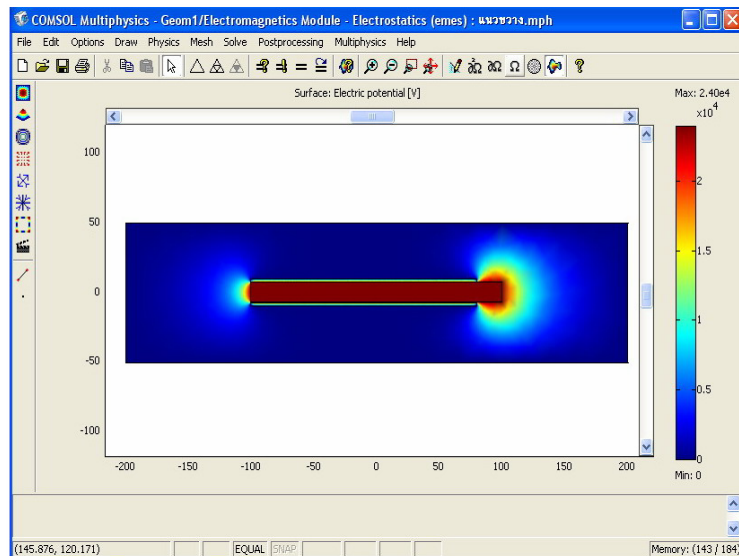 COMSOL Multiphysics - Geom1/Electromagnetics Module - Electrostatics (emes) : แนวขวาง.mph
File Edit Options Draw Physics Mesh Solve Postprocessing Multiphysics Help
Surface: Electric potential [V]
Max: 2.40e4
×10^4
100
50
0
-50
-100
-200 -150 -100 -50 0 50 100 150 200
2
1.5
1
0.5
0
Min: 0
(145.876, 120.171) EQUAL SNAP Memory: (143 / 184)